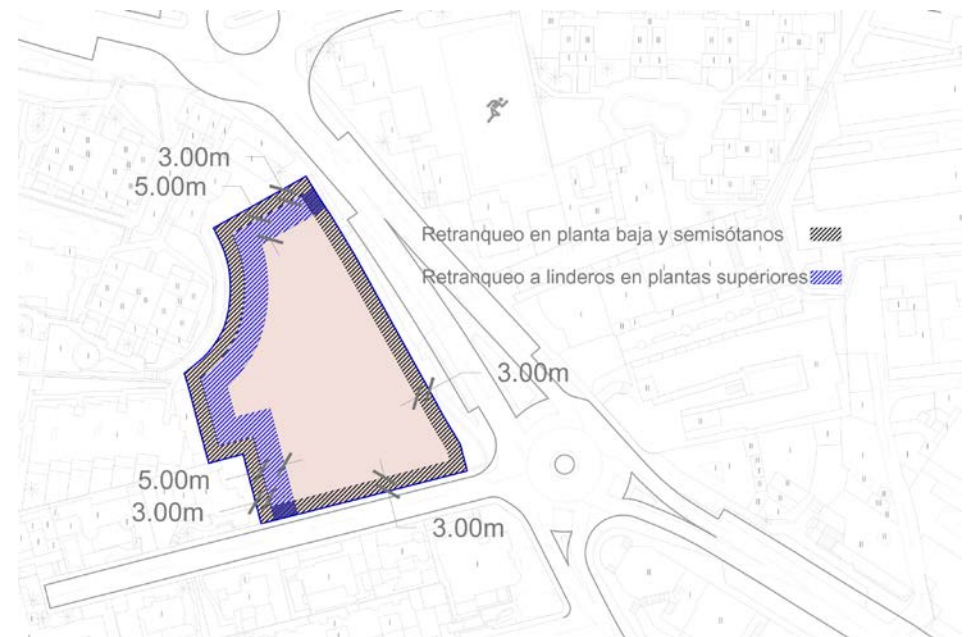 3.00m
5.00m
Retranqueo en planta baja y semisótanos
Retranqueo a linderos en plantas superiores
3.00m
5.00m
3.00m
3.00m